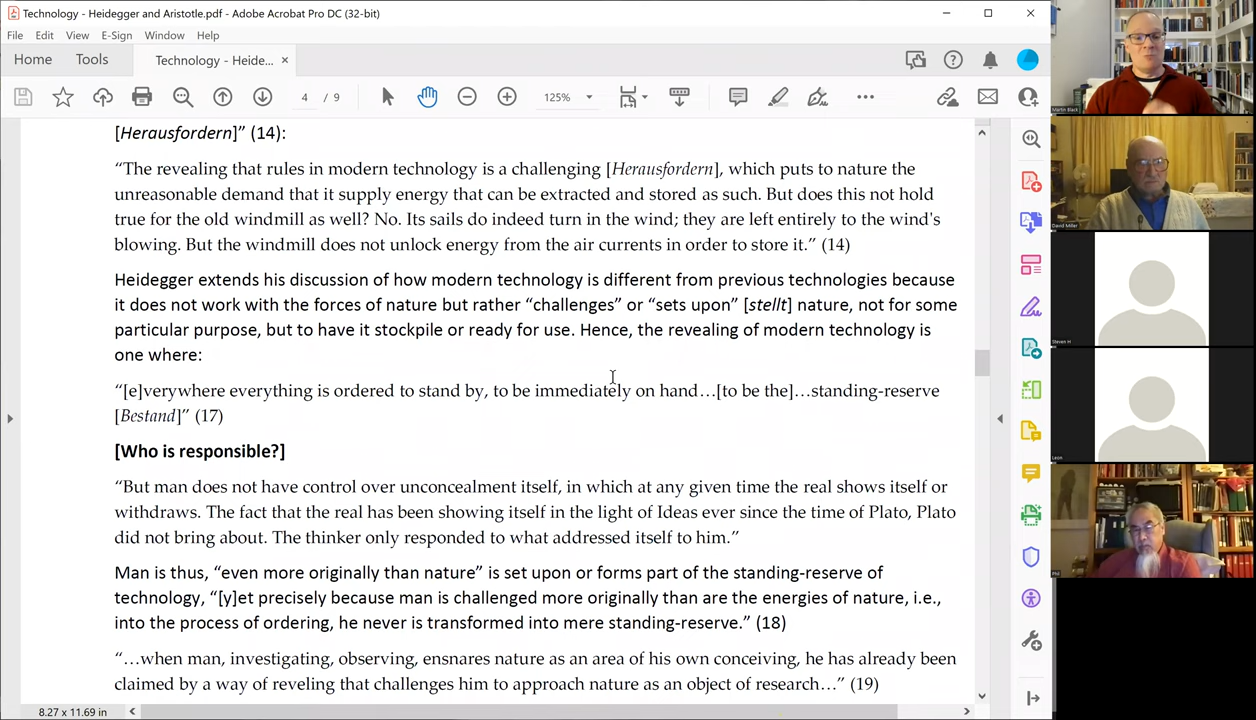 Technology - Heidegger and Aristotle.pdf - Adobe Acrobat Pro DC (32-bit)
File Edit View E-Sign Window Help
Home Tools Technology - Heide... ×
4 / 9 125%
[Herausfordern]” (14):
“The revealing that rules in modern technology is a challenging [Herausfordern], which puts to nature the
unreasonable demand that it supply energy that can be extracted and stored as such. But does this not hold
true for the old windmill as well? No. Its sails do indeed turn in the wind; they are left entirely to the wind's
blowing. But the windmill does not unlock energy from the air currents in order to store it.” (14)
Heidegger extends his discussion of how modern technology is different from previous technologies because
it does not work with the forces of nature but rather “challenges” or “sets upon” [stellt] nature, not for some
particular purpose, but to have it stockpile or ready for use. Hence, the revealing of modern technology is
one where:
“[e]verywhere everything is ordered to stand by, to be immediately on hand…[to be the]…standing-reserve
[Bestand]” (17)
[Who is responsible?]
“But man does not have control over unconcealment itself, in which at any given time the real shows itself or
withdraws. The fact that the real has been showing itself in the light of Ideas ever since the time of Plato, Plato
did not bring about. The thinker only responded to what addressed itself to him.”
Man is thus, “even more originally than nature” is set upon or forms part of the standing-reserve of
technology, “[y]et precisely because man is challenged more originally than are the energies of nature, i.e.,
into the process of ordering, he never is transformed into mere standing-reserve.” (18)
“…when man, investigating, observing, ensnares nature as an area of his own conceiving, he has already been
claimed by a way of reveling that challenges him to approach nature as an object of research…” (19)
8.27 x 11.69 in
Martin Black
David Miller
Steven H
Leon
Phil